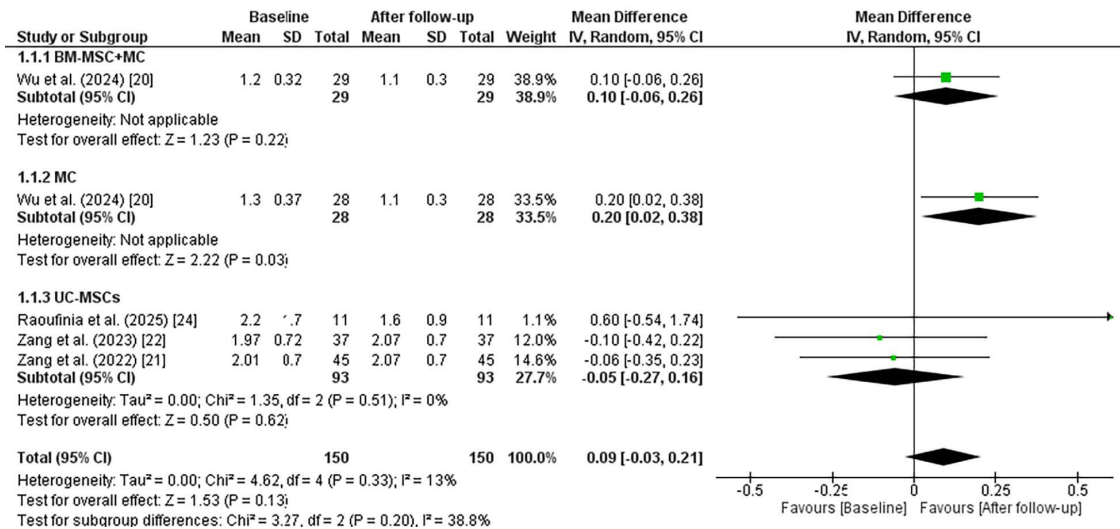 Baseline After follow-up Mean Difference Mean Difference
Study or Subgroup Mean SD Total Mean SD Total Weight IV, Random, 95% CI IV, Random, 95% CI
1.1.1 BM-MSC+MC
Wu et al. (2024) [20] 1.2 0.32 29 1.1 0.3 29 38.9% 0.10 [-0.06, 0.26]
Subtotal (95% CI) 29 29 38.9% 0.10 [-0.06, 0.26]
Heterogeneity: Not applicable
Test for overall effect: Z = 1.23 (P = 0.22)
1.1.2 MC
Wu et al. (2024) [20] 1.3 0.37 28 1.1 0.3 28 33.5% 0.20 [0.02, 0.38]
Subtotal (95% CI) 28 28 33.5% 0.20 [0.02, 0.38]
Heterogeneity: Not applicable
Test for overall effect: Z = 2.22 (P = 0.03)
1.1.3 UC-MSCs
Raoufinia et al. (2025) [24] 2.2 1.7 11 1.6 0.9 11 1.1% 0.60 [-0.54, 1.74]
Zang et al. (2023) [22] 1.97 0.72 37 2.07 0.7 37 12.0% -0.10 [-0.42, 0.22]
Zang et al. (2022) [21] 2.01 0.7 45 2.07 0.7 45 14.6% -0.06 [-0.35, 0.23]
Subtotal (95% CI) 93 93 27.7% -0.05 [-0.27, 0.16]
Heterogeneity: Tau² = 0.00; Chi² = 1.35, df = 2 (P = 0.51); I² = 0%
Test for overall effect: Z = 0.50 (P = 0.62)
Total (95% CI) 150 150 100.0% 0.09 [-0.03, 0.21]
Heterogeneity: Tau² = 0.00; Chi² = 4.62, df = 4 (P = 0.33); I² = 13%
Test for overall effect: Z = 1.53 (P = 0.13)
Test for subgroup differences: Chi² = 3.27, df = 2 (P = 0.20), I² = 38.8%
-0.5 -0.25 0 0.25 0.5
Favours [Baseline] Favours [After follow-up]